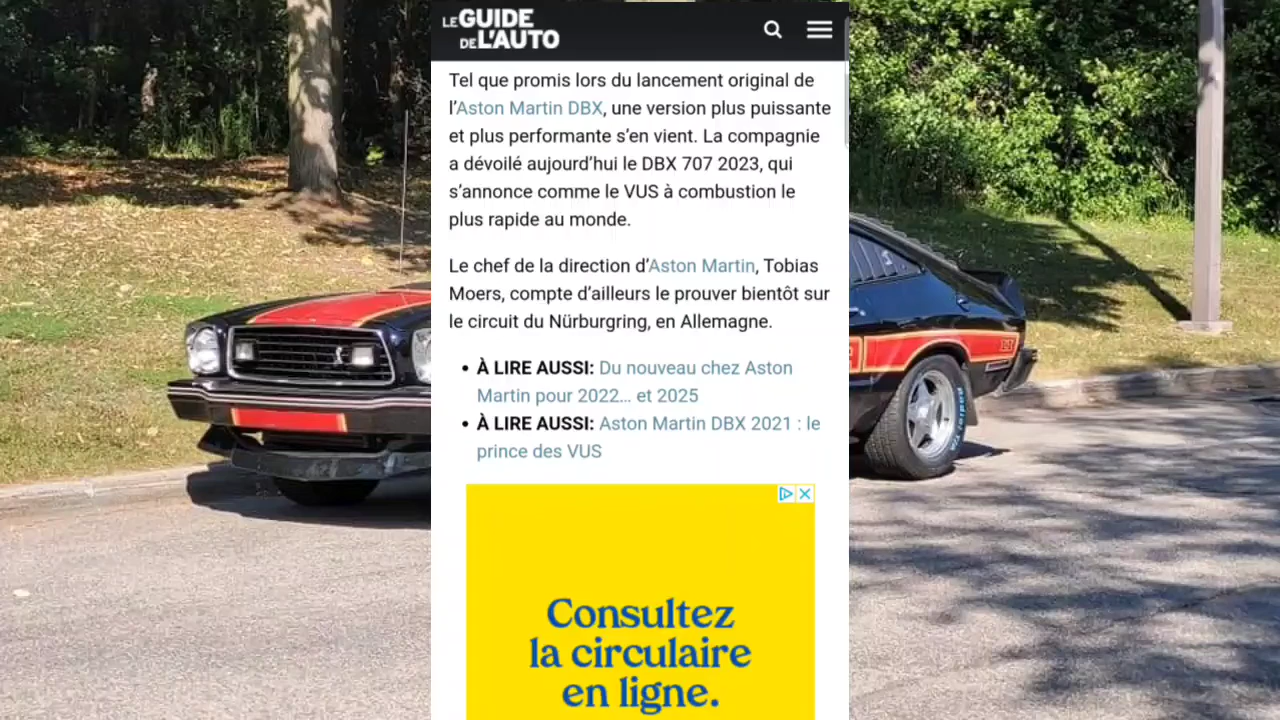 LE GUIDE
DE L'AUTO
Tel que promis lors du lancement original de
l'Aston Martin DBX, une version plus puissante
et plus performante s'en vient. La compagnie
a dévoilé aujourd'hui le DBX 707 2023, qui
s'annonce comme le VUS à combustion le
plus rapide au monde.
Le chef de la direction d'Aston Martin, Tobias
Moers, compte d'ailleurs le prouver bientôt sur
le circuit du Nürburgring, en Allemagne.
• À LIRE AUSSI: Du nouveau chez Aston
Martin pour 2022… et 2025
• À LIRE AUSSI: Aston Martin DBX 2021 : le
prince des VUS
Consultez
la circulaire
en ligne.